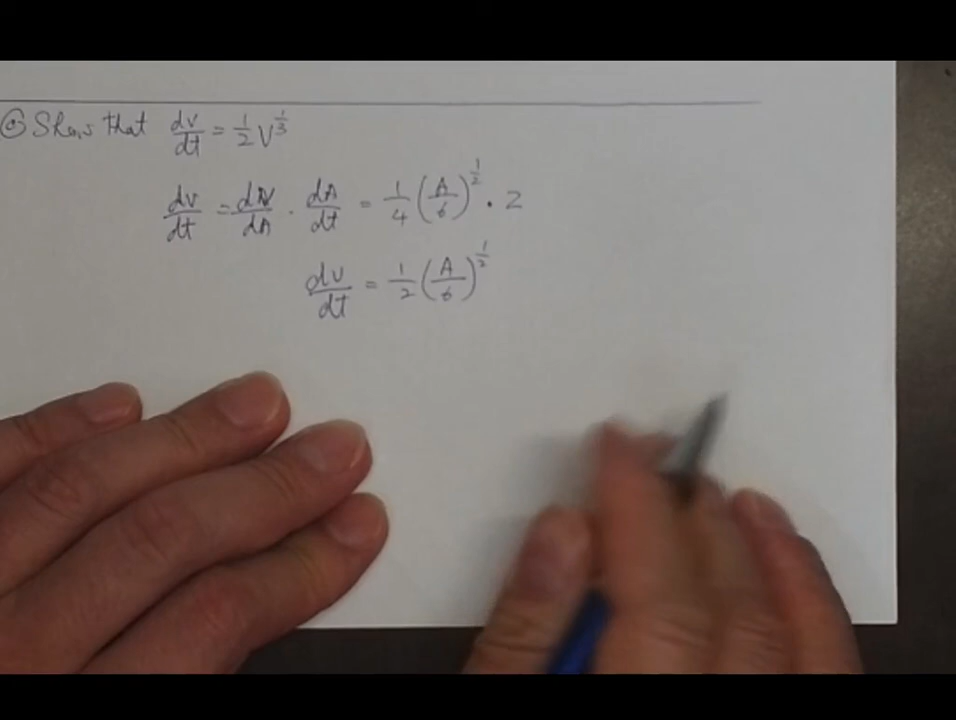 ⓒ Show that dv/dt = 1/2 V^(1/3)
dv/dt = dV/dA · dA/dt = 1/4 (A/6)^(1/2) · 2
dv/dt = 1/2 (A/6)^(1/2)